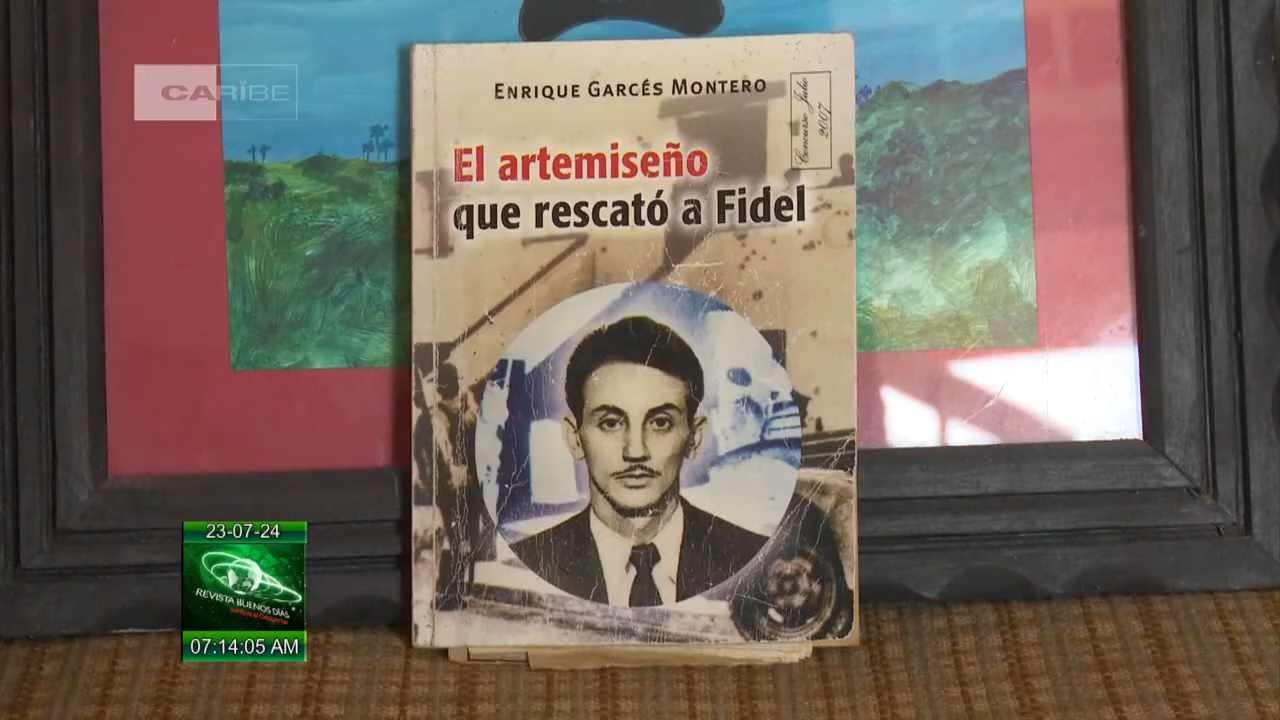 CARIBE
ENRIQUE GARCÉS MONTERO
Concurso Julio
2007
El artemiseño
que rescató a Fidel
23-07-24
REVISTA BUENOS DÍAS
07:14:05 AM